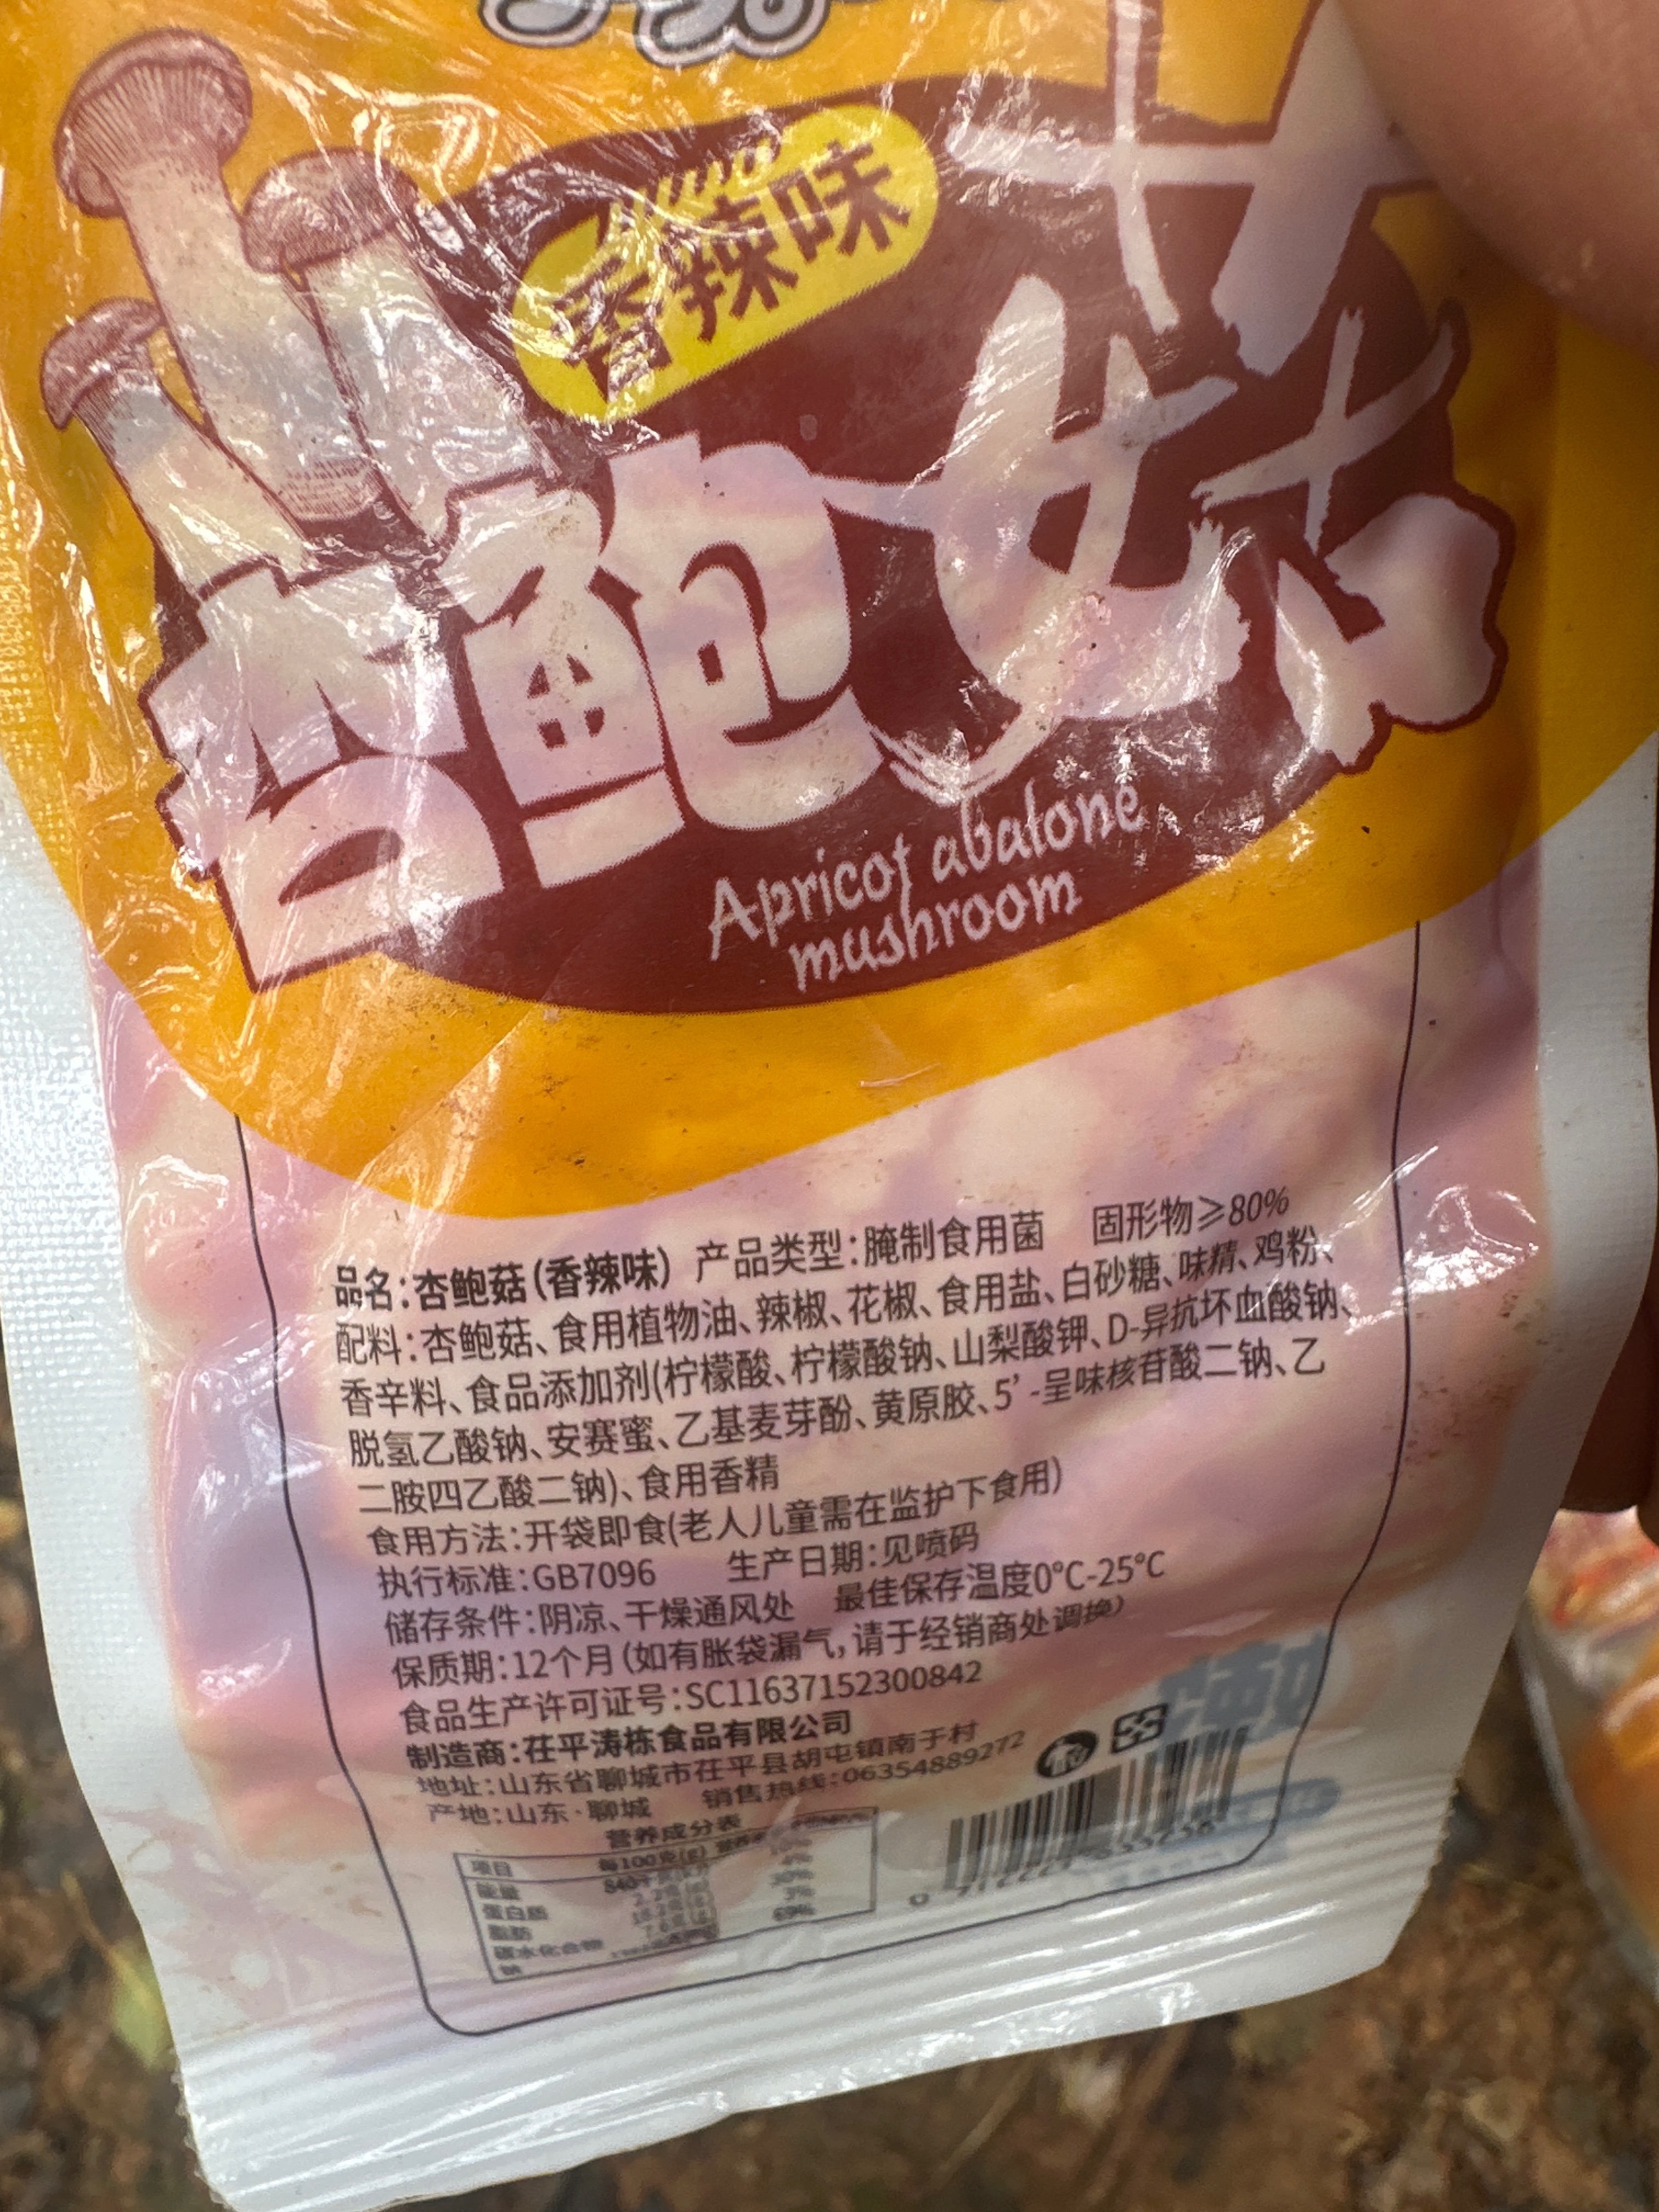 香辣味
杏鲍菇
Apricot abalone
mushroom
品名:杏鲍菇(香辣味) 产品类型:腌制食用菌 固形物≥80%
配料:杏鲍菇、食用植物油、辣椒、花椒、食用盐、白砂糖、味精、鸡粉、
香辛料、食品添加剂(柠檬酸、柠檬酸钠、山梨酸钾、D-异抗坏血酸钠、
脱氢乙酸钠、安赛蜜、乙基麦芽酚、黄原胶、5’-呈味核苷酸二钠、乙
二胺四乙酸二钠)、食用香精
食用方法:开袋即食(老人儿童需在监护下食用)
执行标准:GB7096 生产日期:见喷码
储存条件:阴凉、干燥通风处 最佳保存温度0°C-25°C
保质期:12个月(如有胀袋漏气,请于经销商处调换)
食品生产许可证号:SC11637152300842
制造商:茌平涛栋食品有限公司
地址:山东省聊城市茌平县胡屯镇南于村
产地:山东·聊城 销售热线:06354889272
营养成分表
项目 每100克(g)
能量
蛋白质
脂肪
碳水化合物
钠 69%